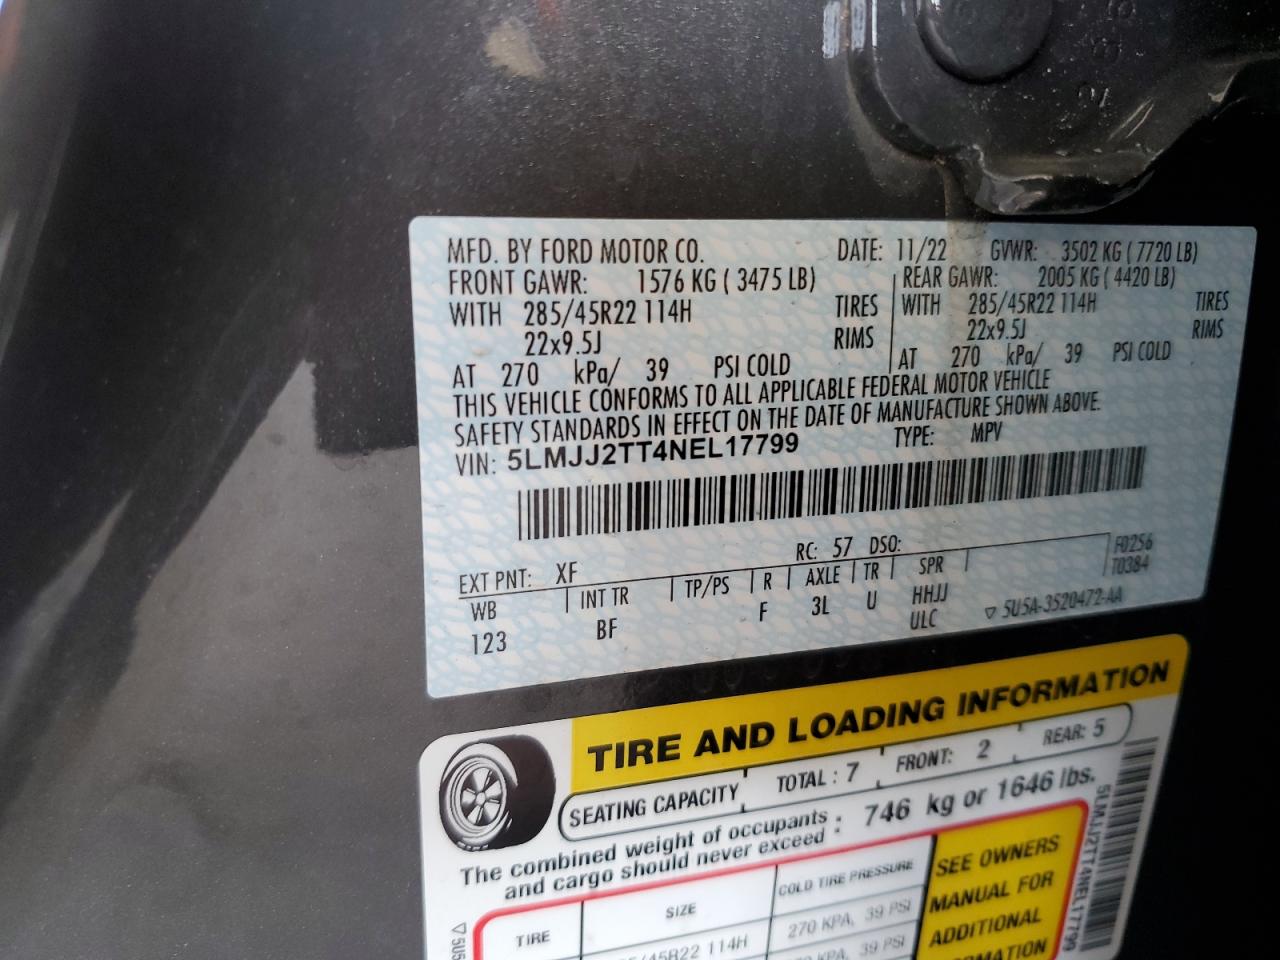 MFD. BY FORD MOTOR CO. DATE: 11/22 GVWR: 3502 KG ( 7720 LB)
FRONT GAWR: 1576 KG ( 3475 LB) REAR GAWR: 2005 KG ( 4420 LB)
WITH 285/45R22 114H TIRES WITH 285/45R22 114H TIRES
22x9.5J RIMS 22x9.5J RIMS
AT 270 kPa/ 39 PSI COLD AT 270 kPa/ 39 PSI COLD
THIS VEHICLE CONFORMS TO ALL APPLICABLE FEDERAL MOTOR VEHICLE
SAFETY STANDARDS IN EFFECT ON THE DATE OF MANUFACTURE SHOWN ABOVE.
VIN: 5LMJJ2TT4NEL17799 TYPE: MPV
EXT PNT: XF RC: 57 DSO: F0256
T0384
WB INT TR TP/PS R AXLE TR SPR
123 BF F 3L U HHJJ
ULC ▽ 5U5A-3520472-AA
TIRE AND LOADING INFORMATION
SEATING CAPACITY TOTAL : 7 FRONT: 2 REAR: 5
The combined weight of occupants
and cargo should never exceed : 746 kg or 1646 lbs.
TIRE SIZE COLD TIRE PRESSURE
45R22 114H 270 KPA, 39 PSI
KPA, 39 PSI
SEE OWNERS
MANUAL FOR
ADDITIONAL
5LMJJ2TT4NEL17799